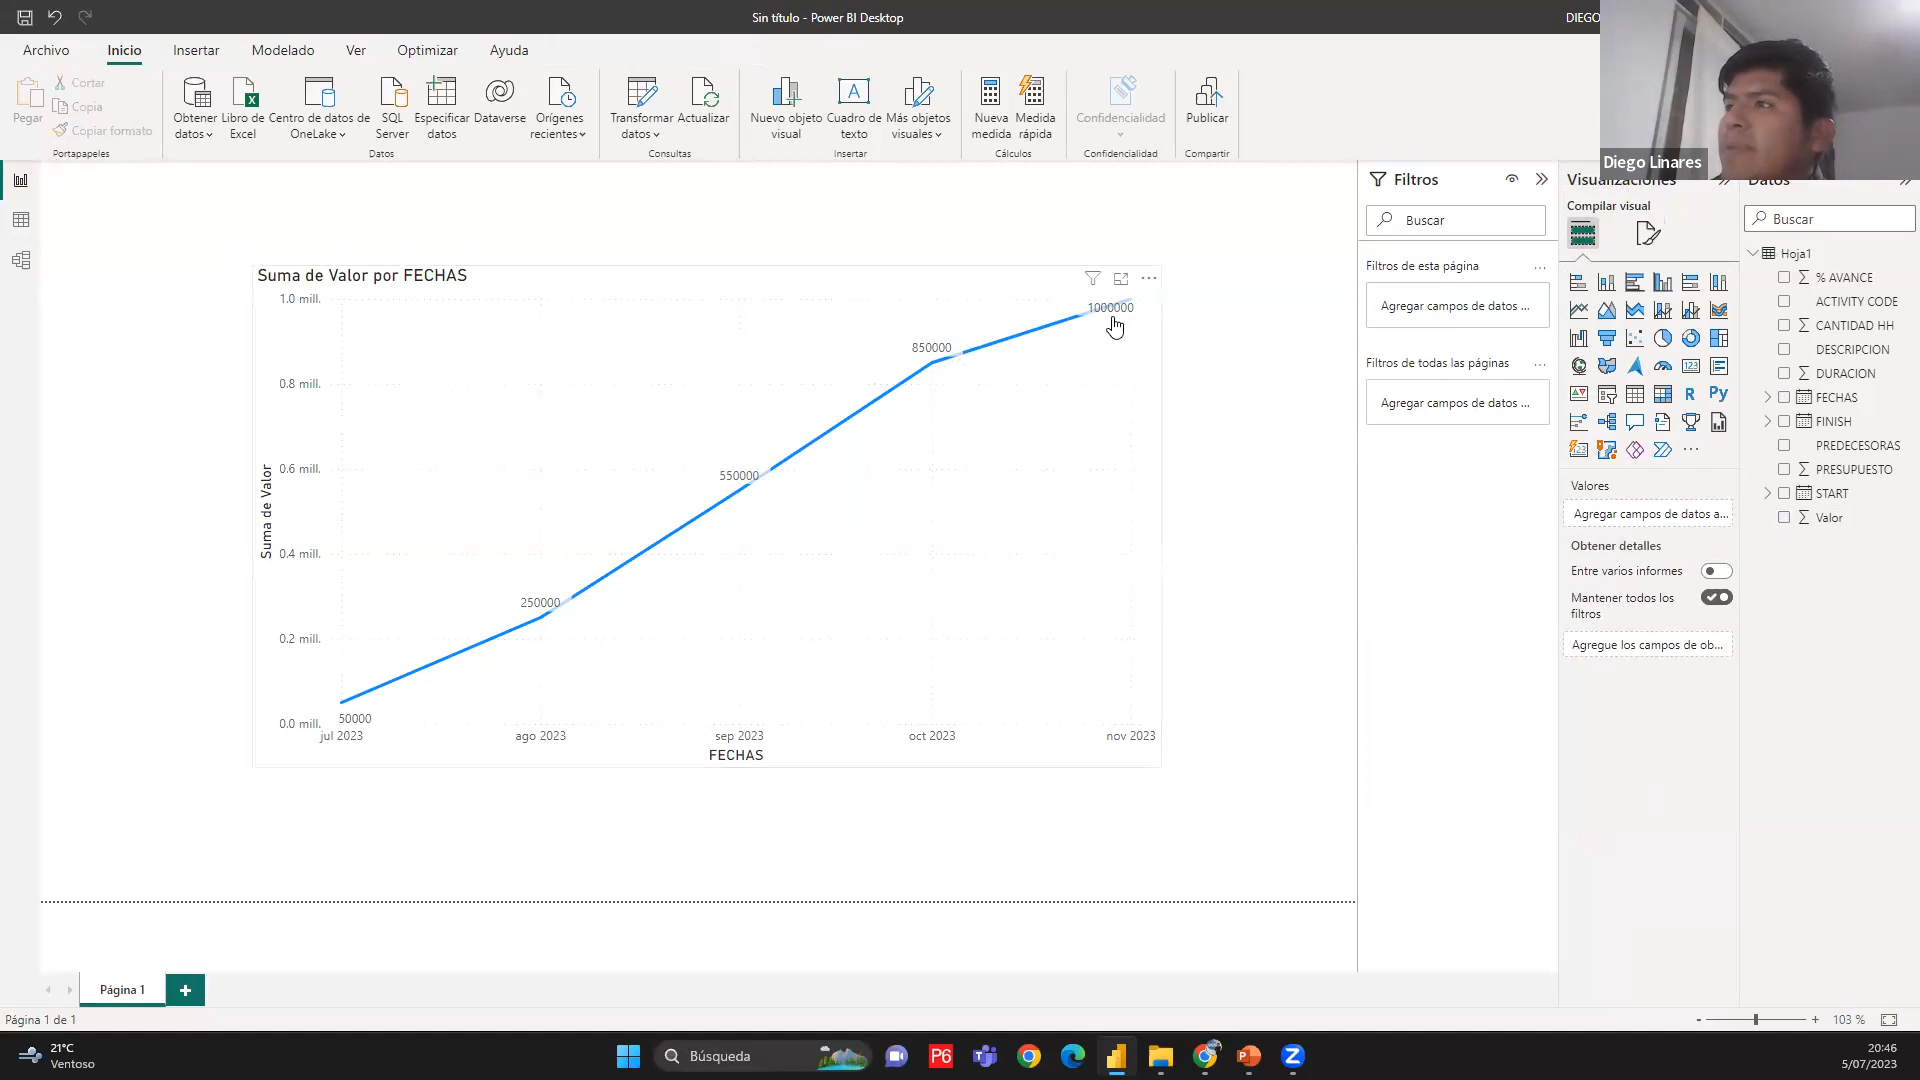 Sin título - Power BI Desktop
DIEGO
Archivo
Inicio
Insertar
Modelado
Ver
Optimizar
Ayuda
Pegar
Cortar
Copia
Copiar formato
Portapapeles
Obtener
datos
Libro de
Excel
Centro de datos de
OneLake
SQL
Server
Especificar
datos
Dataverse
Orígenes
recientes
Datos
Transformar
datos
Actualizar
Consultas
Nuevo objeto
visual
Cuadro de
texto
Más objetos
visuales
Insertar
Nueva
medida
Medida
rápida
Cálculos
Confidencialidad
Confidencialidad
Publicar
Compartir
Diego Linares
Suma de Valor por FECHAS
1.0 mill.
0.8 mill.
0.6 mill.
0.4 mill.
0.2 mill.
0.0 mill.
Suma de Valor
50000
250000
550000
850000
1000000
jul 2023
ago 2023
sep 2023
oct 2023
nov 2023
FECHAS
Filtros
Buscar
Filtros de esta página
...
Agregar campos de datos ...
Filtros de todas las páginas
...
Agregar campos de datos ...
Visualizaciones
Compilar visual
123
R
Py
123
...
Valores
Agregar campos de datos a...
Obtener detalles
Entre varios informes
Mantener todos los
filtros
Agregue los campos de ob...
Datos
Buscar
Hoja1
∑ % AVANCE
ACTIVITY CODE
∑ CANTIDAD HH
DESCRIPCION
∑ DURACION
FECHAS
FINISH
PREDECESORAS
∑ PRESUPUESTO
START
∑ Valor
Página 1
+
Página 1 de 1
- + 103 %
21°C
Ventoso
Búsqueda
P6
20:46
5/07/2023